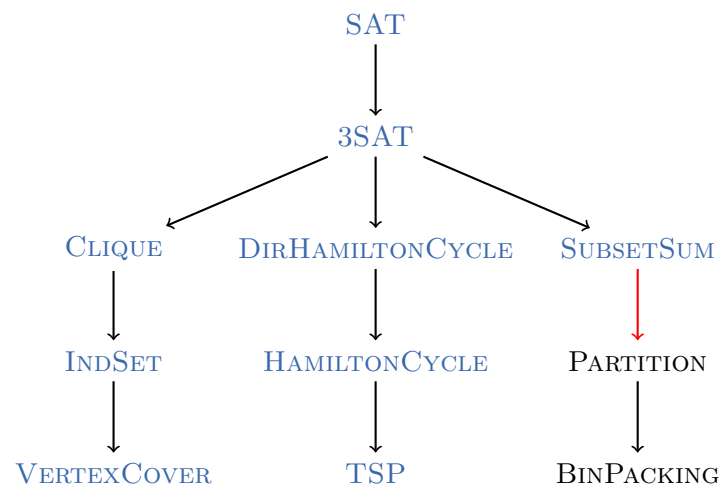 SAT
3SAT
CLIQUE DIRHAMILTONCYCLE SUBSETSUM
INDSET HAMILTONCYCLE PARTITION
VERTEXCOVER TSP BINPACKING